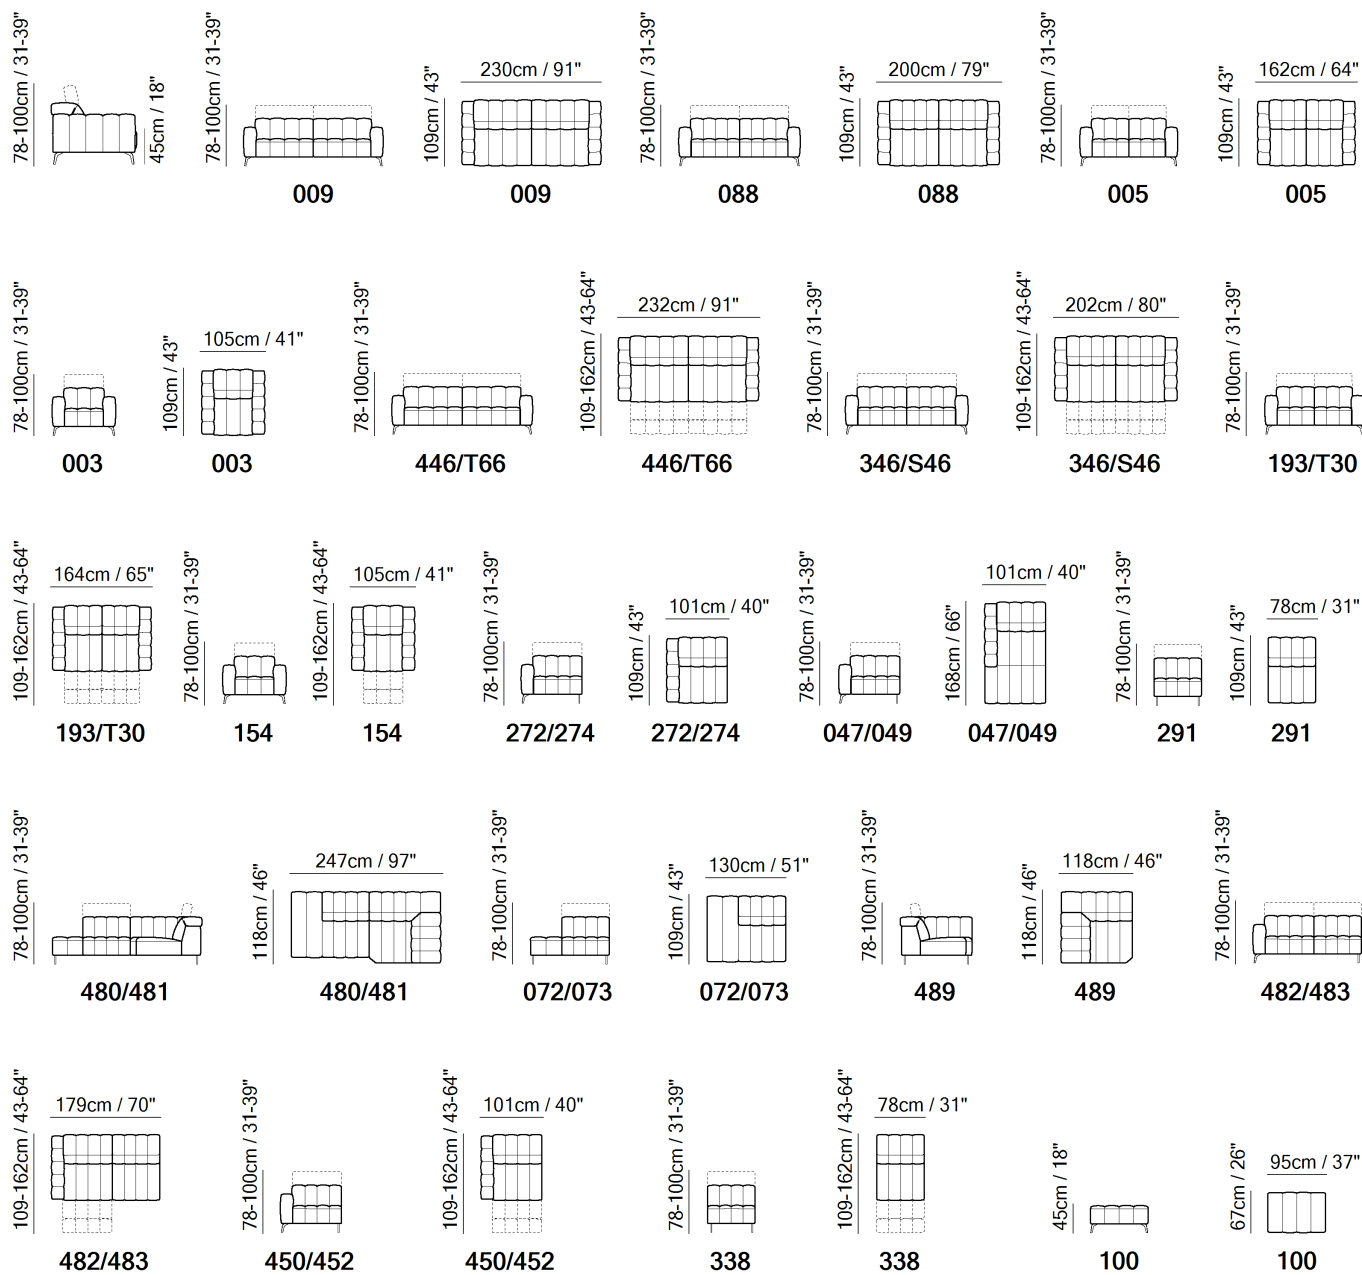 78-100cm / 31-39"
45cm / 18"
78-100cm / 31-39"
009
109cm / 43"
230cm / 91"
009
78-100cm / 31-39"
088
109cm / 43"
200cm / 79"
088
78-100cm / 31-39"
005
109cm / 43"
162cm / 64"
005
78-100cm / 31-39"
003
109cm / 43"
105cm / 41"
003
78-100cm / 31-39"
446/T66
109-162cm / 43-64"
232cm / 91"
446/T66
78-100cm / 31-39"
346/S46
109-162cm / 43-64"
202cm / 80"
346/S46
78-100cm / 31-39"
193/T30
109-162cm / 43-64"
164cm / 65"
193/T30
78-100cm / 31-39"
154
109-162cm / 43-64"
105cm / 41"
154
78-100cm / 31-39"
272/274
109cm / 43"
101cm / 40"
272/274
78-100cm / 31-39"
047/049
168cm / 66"
101cm / 40"
047/049
78-100cm / 31-39"
291
109cm / 43"
78cm / 31"
291
78-100cm / 31-39"
480/481
118cm / 46"
247cm / 97"
480/481
78-100cm / 31-39"
072/073
109cm / 43"
130cm / 51"
072/073
78-100cm / 31-39"
489
118cm / 46"
118cm / 46"
489
78-100cm / 31-39"
482/483
109-162cm / 43-64"
179cm / 70"
482/483
78-100cm / 31-39"
450/452
109-162cm / 43-64"
101cm / 40"
450/452
78-100cm / 31-39"
338
109-162cm / 43-64"
78cm / 31"
338
45cm / 18"
100
67cm / 26"
95cm / 37"
100